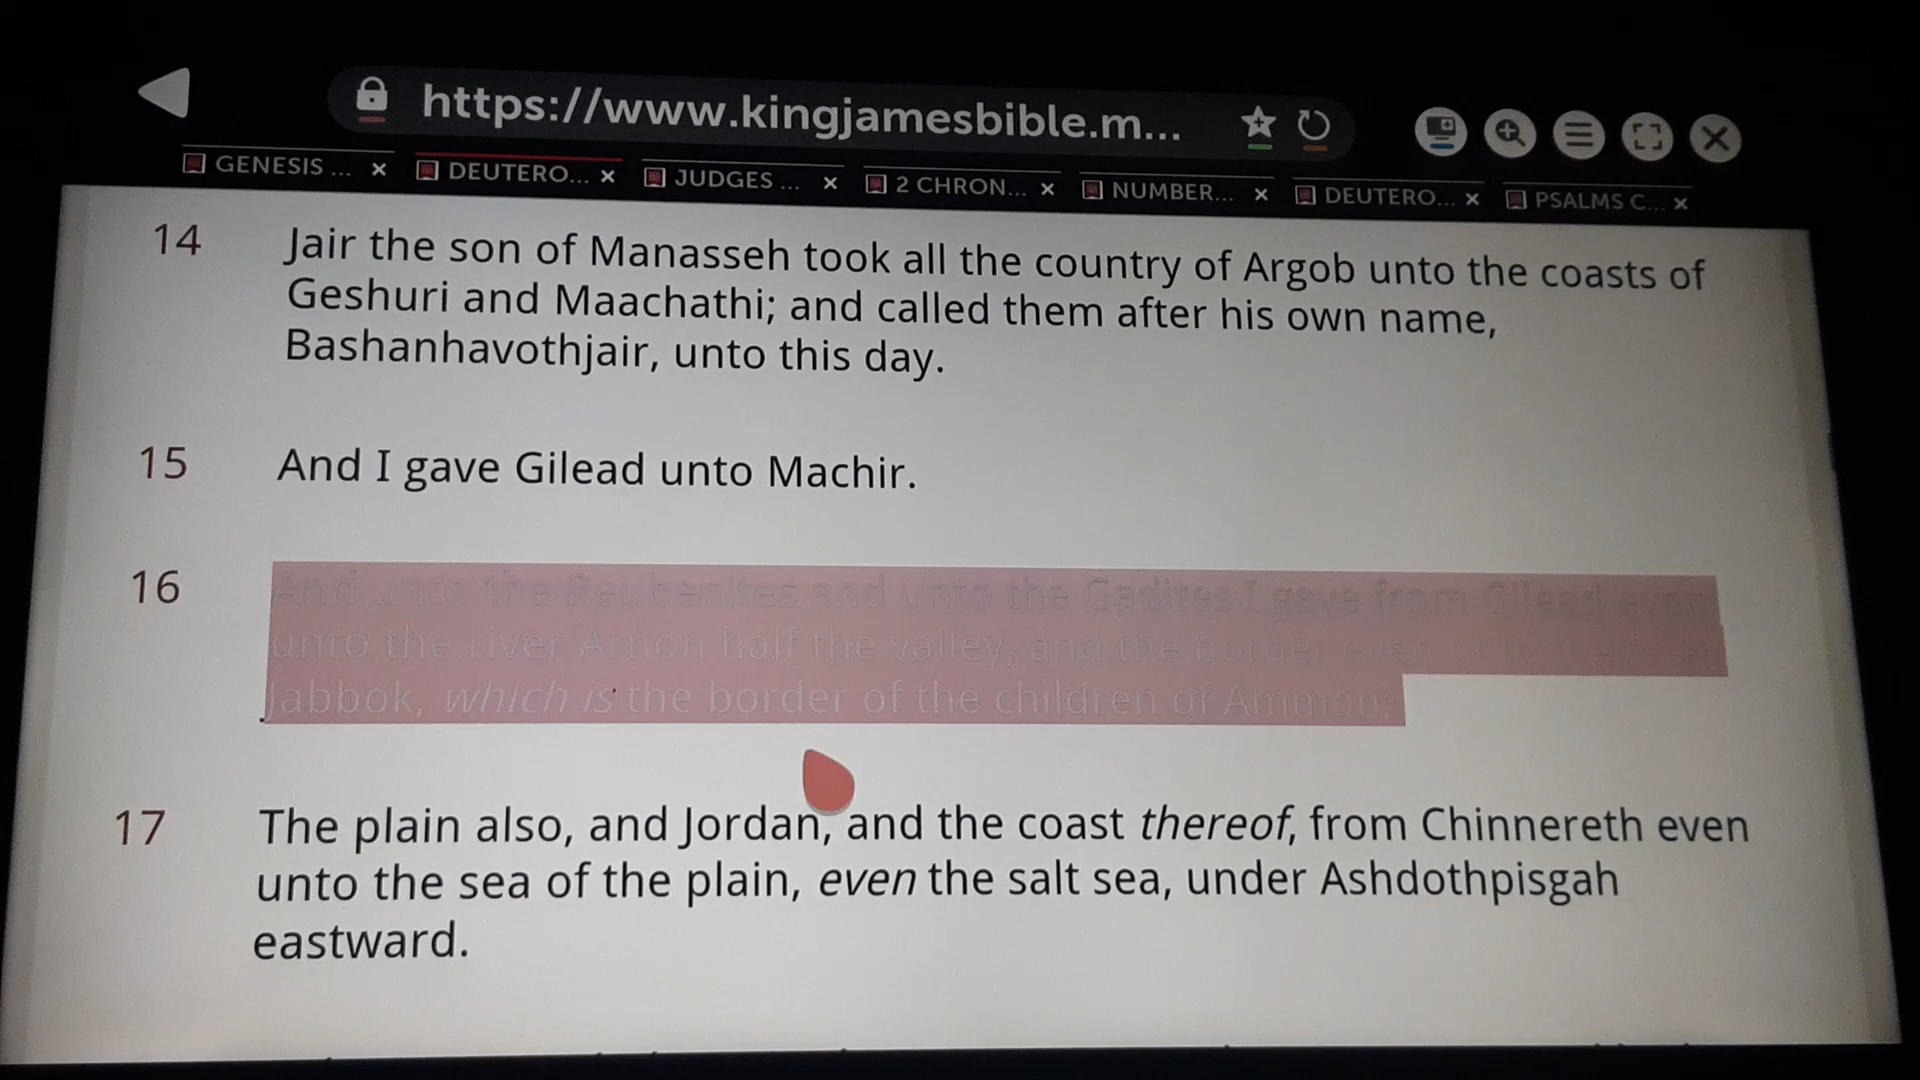 https://www.kingjamesbible.m...
GENESIS ... × DEUTERO... × JUDGES ... × 2 CHRON... × NUMBER... × DEUTERO... × PSALMS C... ×
14 Jair the son of Manasseh took all the country of Argob unto the coasts of
Geshuri and Maachathi; and called them after his own name,
Bashanhavothjair, unto this day.
15 And I gave Gilead unto Machir.
16 And unto the Reubenites and unto the Gadites I gave from Gilead even
unto the river Arnon half the valley, and the border even
Jabbok, which is the border of the children of Ammon;
17 The plain also, and Jordan, and the coast thereof, from Chinnereth even
unto the sea of the plain, even the salt sea, under Ashdothpisgah
eastward.